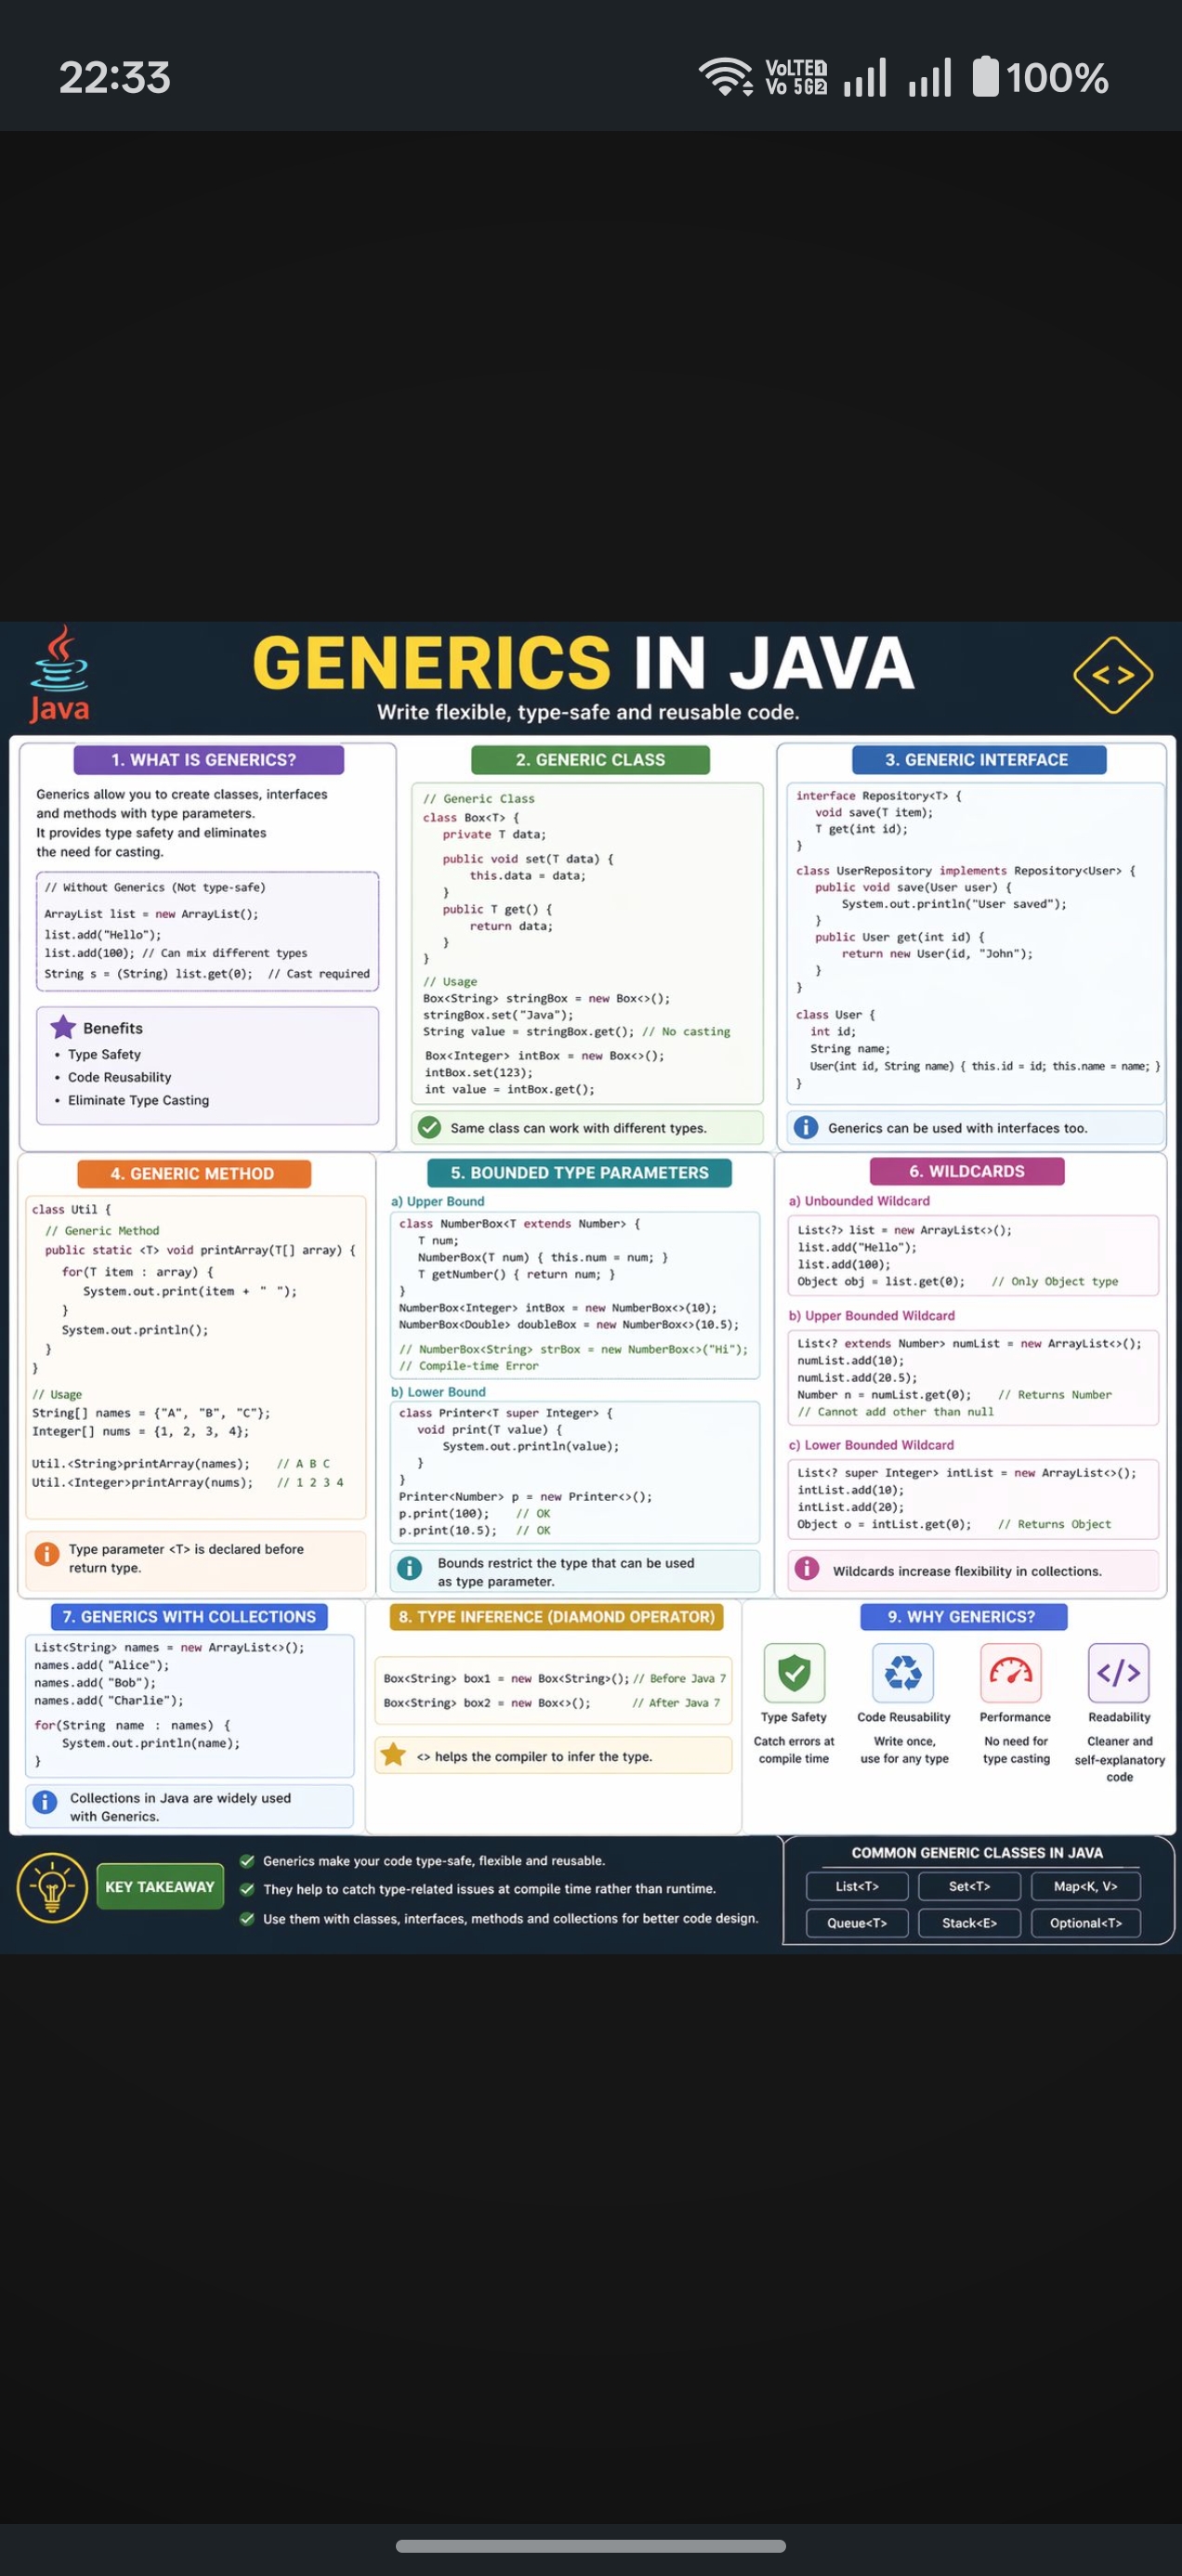 22:33
VoLTE1
Vo 5G2
100%
Java
GENERICS IN JAVA
Write flexible, type-safe and reusable code.
< >
1. WHAT IS GENERICS?
Generics allow you to create classes, interfaces
and methods with type parameters.
It provides type safety and eliminates
the need for casting.
// Without Generics (Not type-safe)
ArrayList list = new ArrayList();
list.add("Hello");
list.add(100); // Can mix different types
String s = (String) list.get(0);  // Cast required
Benefits
• Type Safety
• Code Reusability
• Eliminate Type Casting
2. GENERIC CLASS
// Generic Class
class Box<T> {
private T data;
public void set(T data) {
this.data = data;
}
public T get() {
return data;
}
}
// Usage
Box<String> stringBox = new Box<>();
stringBox.set("Java");
String value = stringBox.get(); // No casting
Box<Integer> intBox = new Box<>();
intBox.set(123);
int value = intBox.get();
Same class can work with different types.
3. GENERIC INTERFACE
interface Repository<T> {
void save(T item);
T get(int id);
}
class UserRepository implements Repository<User> {
public void save(User user) {
System.out.println("User saved");
}
public User get(int id) {
return new User(id, "John");
}
}
class User {
int id;
String name;
User(int id, String name) { this.id = id; this.name = name; }
}
Generics can be used with interfaces too.
4. GENERIC METHOD
class Util {
// Generic Method
public static <T> void printArray(T[] array) {
for(T item : array) {
System.out.print(item + " ");
}
System.out.println();
}
}
// Usage
String[] names = {"A", "B", "C"};
Integer[] nums = {1, 2, 3, 4};
Util.<String>printArray(names);    // A B C
Util.<Integer>printArray(nums);    // 1 2 3 4
Type parameter <T> is declared before
return type.
5. BOUNDED TYPE PARAMETERS
a) Upper Bound
class NumberBox<T extends Number> {
T num;
NumberBox(T num) { this.num = num; }
T getNumber() { return num; }
}
NumberBox<Integer> intBox = new NumberBox<>(10);
NumberBox<Double> doubleBox = new NumberBox<>(10.5);
// NumberBox<String> strBox = new NumberBox<>("Hi");
// Compile-time Error
b) Lower Bound
class Printer<T super Integer> {
void print(T value) {
System.out.println(value);
}
}
Printer<Number> p = new Printer<>();
p.print(100);    // OK
p.print(10.5);   // OK
Bounds restrict the type that can be used
as type parameter.
6. WILDCARDS
a) Unbounded Wildcard
List<?> list = new ArrayList<>();
list.add("Hello");
list.add(100);
Object obj = list.get(0);    // Only Object type
b) Upper Bounded Wildcard
List<? extends Number> numList = new ArrayList<>();
numList.add(10);
numList.add(20.5);
Number n = numList.get(0);    // Returns Number
// Cannot add other than null
c) Lower Bounded Wildcard
List<? super Integer> intList = new ArrayList<>();
intList.add(10);
intList.add(20);
Object o = intList.get(0);    // Returns Object
Wildcards increase flexibility in collections.
7. GENERICS WITH COLLECTIONS
List<String> names = new ArrayList<>();
names.add( "Alice");
names.add( "Bob");
names.add( "Charlie");
for(String name : names) {
System.out.println(name);
}
Collections in Java are widely used
with Generics.
8. TYPE INFERENCE (DIAMOND OPERATOR)
Box<String> box1 = new Box<String>(); // Before Java 7
Box<String> box2 = new Box<>();       // After Java 7
<> helps the compiler to infer the type.
9. WHY GENERICS?
</>
Type Safety
Catch errors at
compile time
Code Reusability
Write once,
use for any type
Performance
No need for
type casting
Readability
Cleaner and
self-explanatory
code
KEY TAKEAWAY
Generics make your code type-safe, flexible and reusable.
They help to catch type-related issues at compile time rather than runtime.
Use them with classes, interfaces, methods and collections for better code design.
COMMON GENERIC CLASSES IN JAVA
List<T>
Set<T>
Map<K, V>
Queue<T>
Stack<E>
Optional<T>